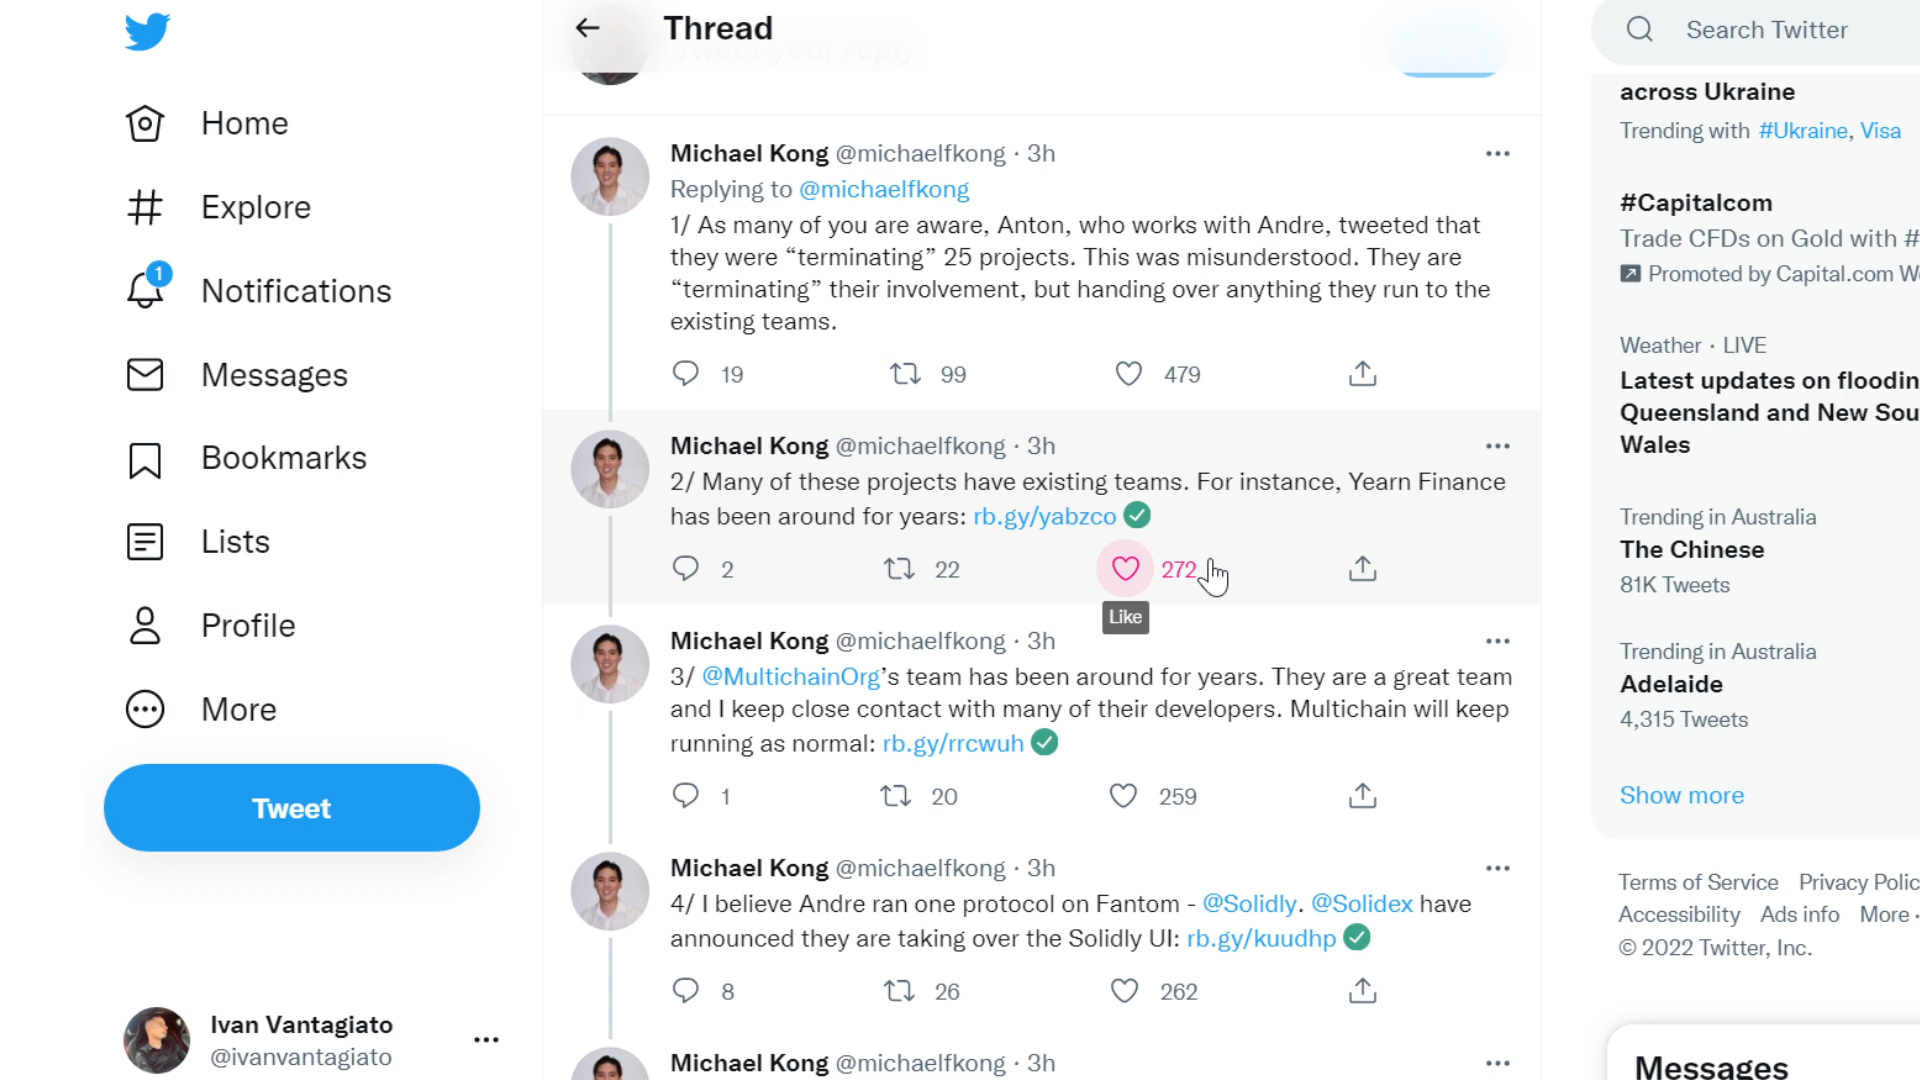 Home
Explore
1
Notifications
Messages
Bookmarks
Lists
Profile
More
Tweet
Ivan Vantagiato
@ivanvantagiato
Thread
Tweet your reply
Michael Kong @michaelfkong · 3h
Replying to @michaelfkong
1/ As many of you are aware, Anton, who works with Andre, tweeted that
they were “terminating” 25 projects. This was misunderstood. They are
“terminating” their involvement, but handing over anything they run to the
existing teams.
19 99 479
Michael Kong @michaelfkong · 3h
2/ Many of these projects have existing teams. For instance, Yearn Finance
has been around for years: rb.gy/yabzco
2 22 272
Like
Michael Kong @michaelfkong · 3h
3/ @MultichainOrg’s team has been around for years. They are a great team
and I keep close contact with many of their developers. Multichain will keep
running as normal: rb.gy/rrcwuh
1 20 259
Michael Kong @michaelfkong · 3h
4/ I believe Andre ran one protocol on Fantom - @Solidly. @Solidex have
announced they are taking over the Solidly UI: rb.gy/kuudhp
8 26 262
Michael Kong @michaelfkong · 3h
Search Twitter
across Ukraine
Trending with #Ukraine, Visa
#Capitalcom
Trade CFDs on Gold with #
Promoted by Capital.com We
Weather · LIVE
Latest updates on floodin
Queensland and New Sou
Wales
Trending in Australia
The Chinese
81K Tweets
Trending in Australia
Adelaide
4,315 Tweets
Show more
Terms of Service Privacy Polic
Accessibility Ads info More ·
© 2022 Twitter, Inc.
Messages